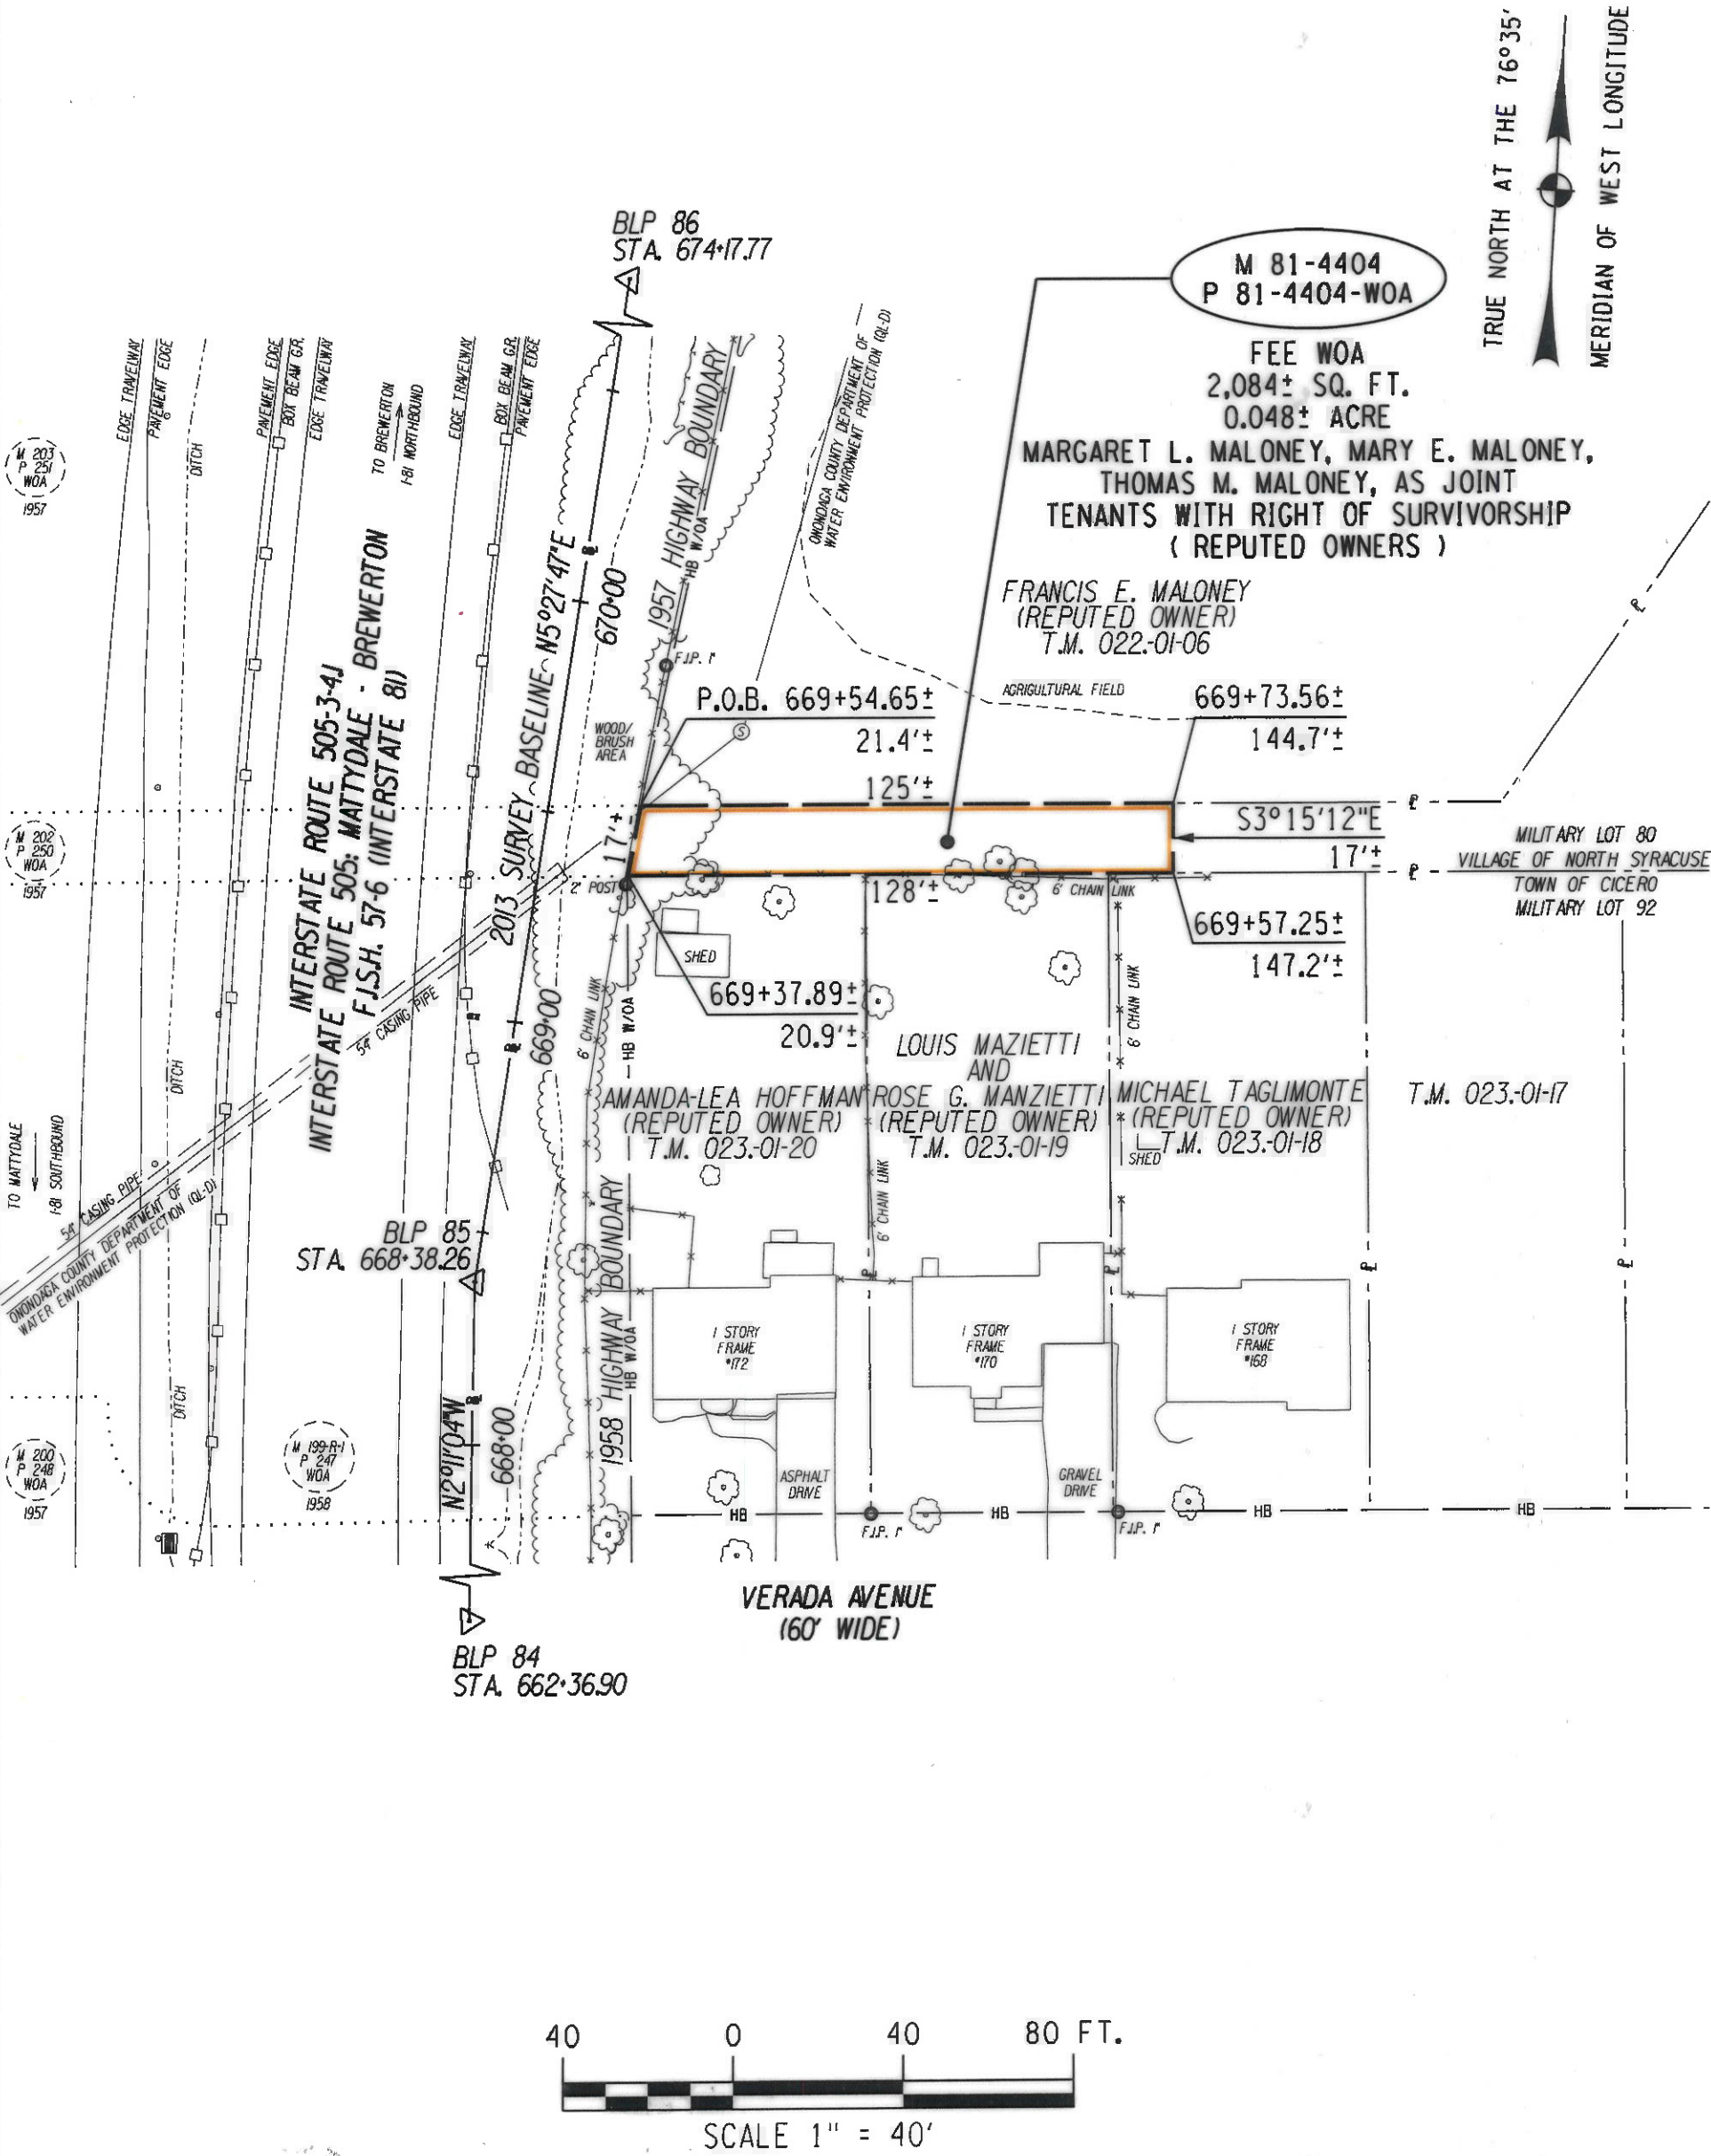 TRUE NORTH AT THE 76°35'
MERIDIAN OF WEST LONGITUDE
BLP 86
STA. 674+17.77
M 81-4404
P 81-4404-WOA
FEE WOA
2,084± SQ. FT.
0.048± ACRE
MARGARET L. MALONEY, MARY E. MALONEY,
THOMAS M. MALONEY, AS JOINT
TENANTS WITH RIGHT OF SURVIVORSHIP
( REPUTED OWNERS )
FRANCIS E. MALONEY
(REPUTED OWNER)
T.M. 022.-01-06
AGRIGULTURAL FIELD
EDGE TRAVELWAY
PAVEMENT EDGE
DITCH
PAVEMENT EDGE
BOX BEAM G.R.
EDGE TRAVELWAY
TO BREWERTON
I-81 NORTHBOUND
EDGE TRAVELWAY
BOX BEAM G.R.
PAVEMENT EDGE
M 203
P 251
WOA
1957
1957 HIGHWAY BOUNDARY
HB W/OA
ONONDAGA COUNTY DEPARTMENT OF
WATER ENVIRONMENT PROTECTION (QL-D)
2013 SURVEY BASELINE N5°27'47"E
670+00
F.I.P. 1"
WOOD/
BRUSH
AREA
S
P.O.B. 669+54.65±
21.4'±
669+73.56±
144.7'±
125'±
S3°15'12"E
17'±
17'±
128'±
INTERSTATE ROUTE 505-3-4.1
INTERSTATE ROUTE 505: MATTYDALE - BREWERTON
F.I.S.H. 57-6 (INTERSTATE 81)
M 202
P 250
WOA
1957
MILITARY LOT 80
VILLAGE OF NORTH SYRACUSE
TOWN OF CICERO
MILITARY LOT 92
2' POST
6' CHAIN LINK
SHED
669+37.89±
20.9'±
669+57.25±
147.2'±
54" CASING PIPE
669+00
6' CHAIN LINK
HB W/OA
6' CHAIN LINK
LOUIS MAZIETTI
AND
AMANDA-LEA HOFFMAN
(REPUTED OWNER)
T.M. 023.-01-20
ROSE G. MANZIETTI
(REPUTED OWNER)
T.M. 023.-01-19
MICHAEL TAGLIMONTE
(REPUTED OWNER)
T.M. 023.-01-18
SHED
T.M. 023.-01-17
DITCH
TO MATTYDALE
I-81 SOUTHBOUND
54" CASING PIPE
ONONDAGA COUNTY DEPARTMENT OF
WATER ENVIRONMENT PROTECTION (QL-D)
6' CHAIN LINK
BLP 85
STA. 668+38.26
1958 HIGHWAY BOUNDARY
HB W/OA
1 STORY
FRAME
#172
1 STORY
FRAME
#170
1 STORY
FRAME
#168
DITCH
M 200
P 248
WOA
1957
M 199-R-1
P 247
WOA
1958
N2°11'04"W
668+00
ASPHALT
DRIVE
GRAVEL
DRIVE
HB
F.I.P. 1"
HB
F.I.P. 1"
HB
HB
VERADA AVENUE
(60' WIDE)
BLP 84
STA. 662+36.90
40 0 40 80 FT.
SCALE 1" = 40'